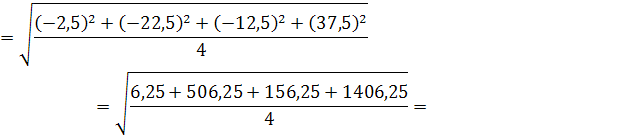 = √(((−2,5)² + (−22,5)² + (−12,5)² + (37,5)²)/4)
= √((6,25 + 506,25 + 156,25 + 1406,25)/4) =